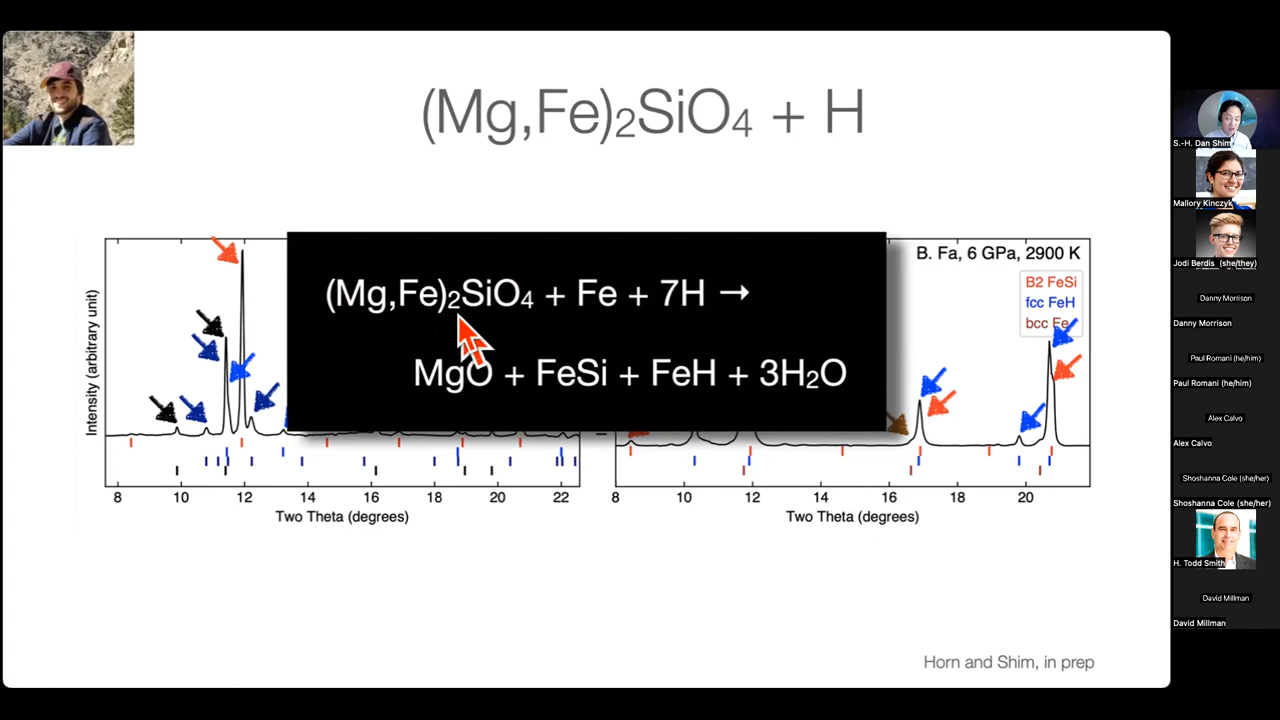 (Mg,Fe)₂SiO₄ + H
(Mg,Fe)₂SiO₄ + Fe + 7H →
MgO + FeSi + FeH + 3H₂O
B. Fa, 6 GPa, 2900 K
B2 FeSi
fcc FeH
bcc Fe
Intensity (arbitrary unit)
8 10 12 14 16 18 20 22
Two Theta (degrees)
8 10 12 14 16 18 20
Two Theta (degrees)
Horn and Shim, in prep
S.-H. Dan Shim
Mallory Kinczyk
Jodi Berdis (she/they)
Danny Morrison
Danny Morrison
Paul Romani (he/him)
Paul Romani (he/him)
Alex Calvo
Alex Calvo
Shoshanna Cole (she/her)
Shoshanna Cole (she/her)
H. Todd Smith
David Millman
David Millman